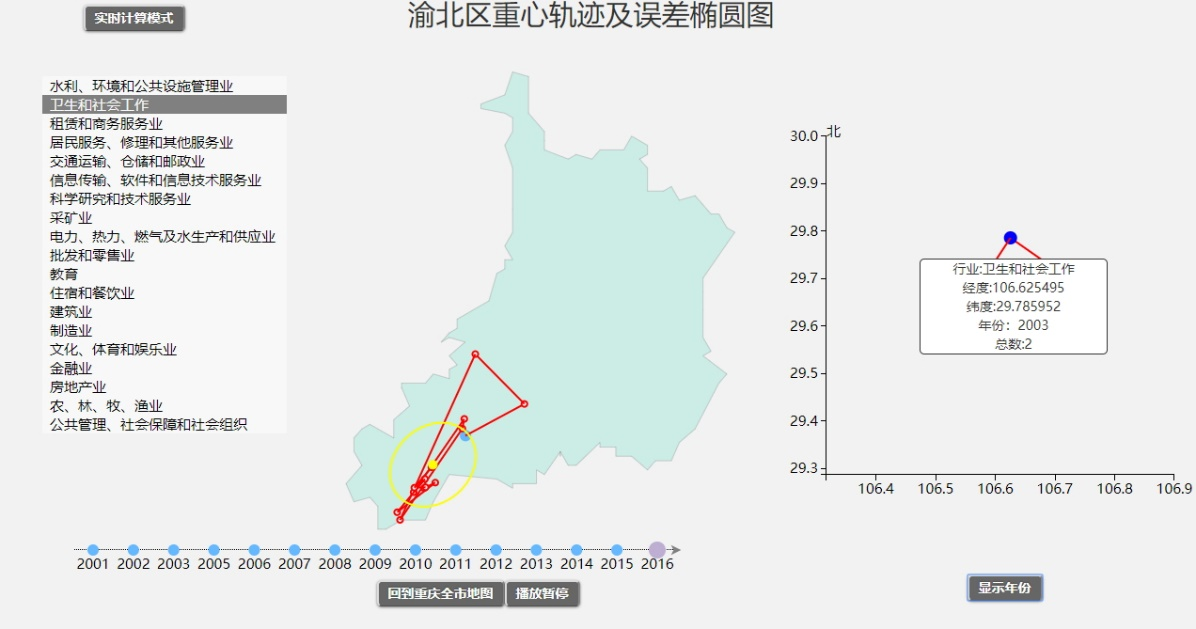 实时计算模式
渝北区重心轨迹及误差椭圆图
水利、环境和公共设施管理业
卫生和社会工作
租赁和商务服务业
居民服务、修理和其他服务业
交通运输、仓储和邮政业
信息传输、软件和信息技术服务业
科学研究和技术服务业
采矿业
电力、热力、燃气及水生产和供应业
批发和零售业
教育
住宿和餐饮业
建筑业
制造业
文化、体育和娱乐业
金融业
房地产业
农、林、牧、渔业
公共管理、社会保障和社会组织
北
30.0
29.9
29.8
29.7
29.6
29.5
29.4
29.3
106.4 106.5 106.6 106.7 106.8 106.9
行业:卫生和社会工作
经度:106.625495
纬度:29.785952
年份：2003
总数:2
2001 2002 2003 2005 2006 2007 2008 2009 2010 2011 2012 2013 2014 2015 2016
回到重庆全市地图 播放暂停
显示年份